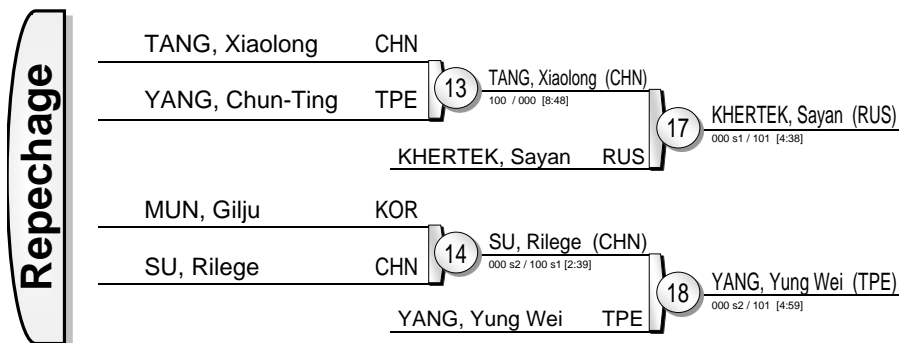 Repechage
TANG, Xiaolong CHN
YANG, Chun-Ting TPE
13
TANG, Xiaolong (CHN)
100 / 000 [8:48]
KHERTEK, Sayan RUS
17
KHERTEK, Sayan (RUS)
000 s1 / 101 [4:38]
MUN, Gilju KOR
SU, Rilege CHN
14
SU, Rilege (CHN)
000 s2 / 100 s1 [2:39]
YANG, Yung Wei TPE
18
YANG, Yung Wei (TPE)
000 s2 / 101 [4:59]